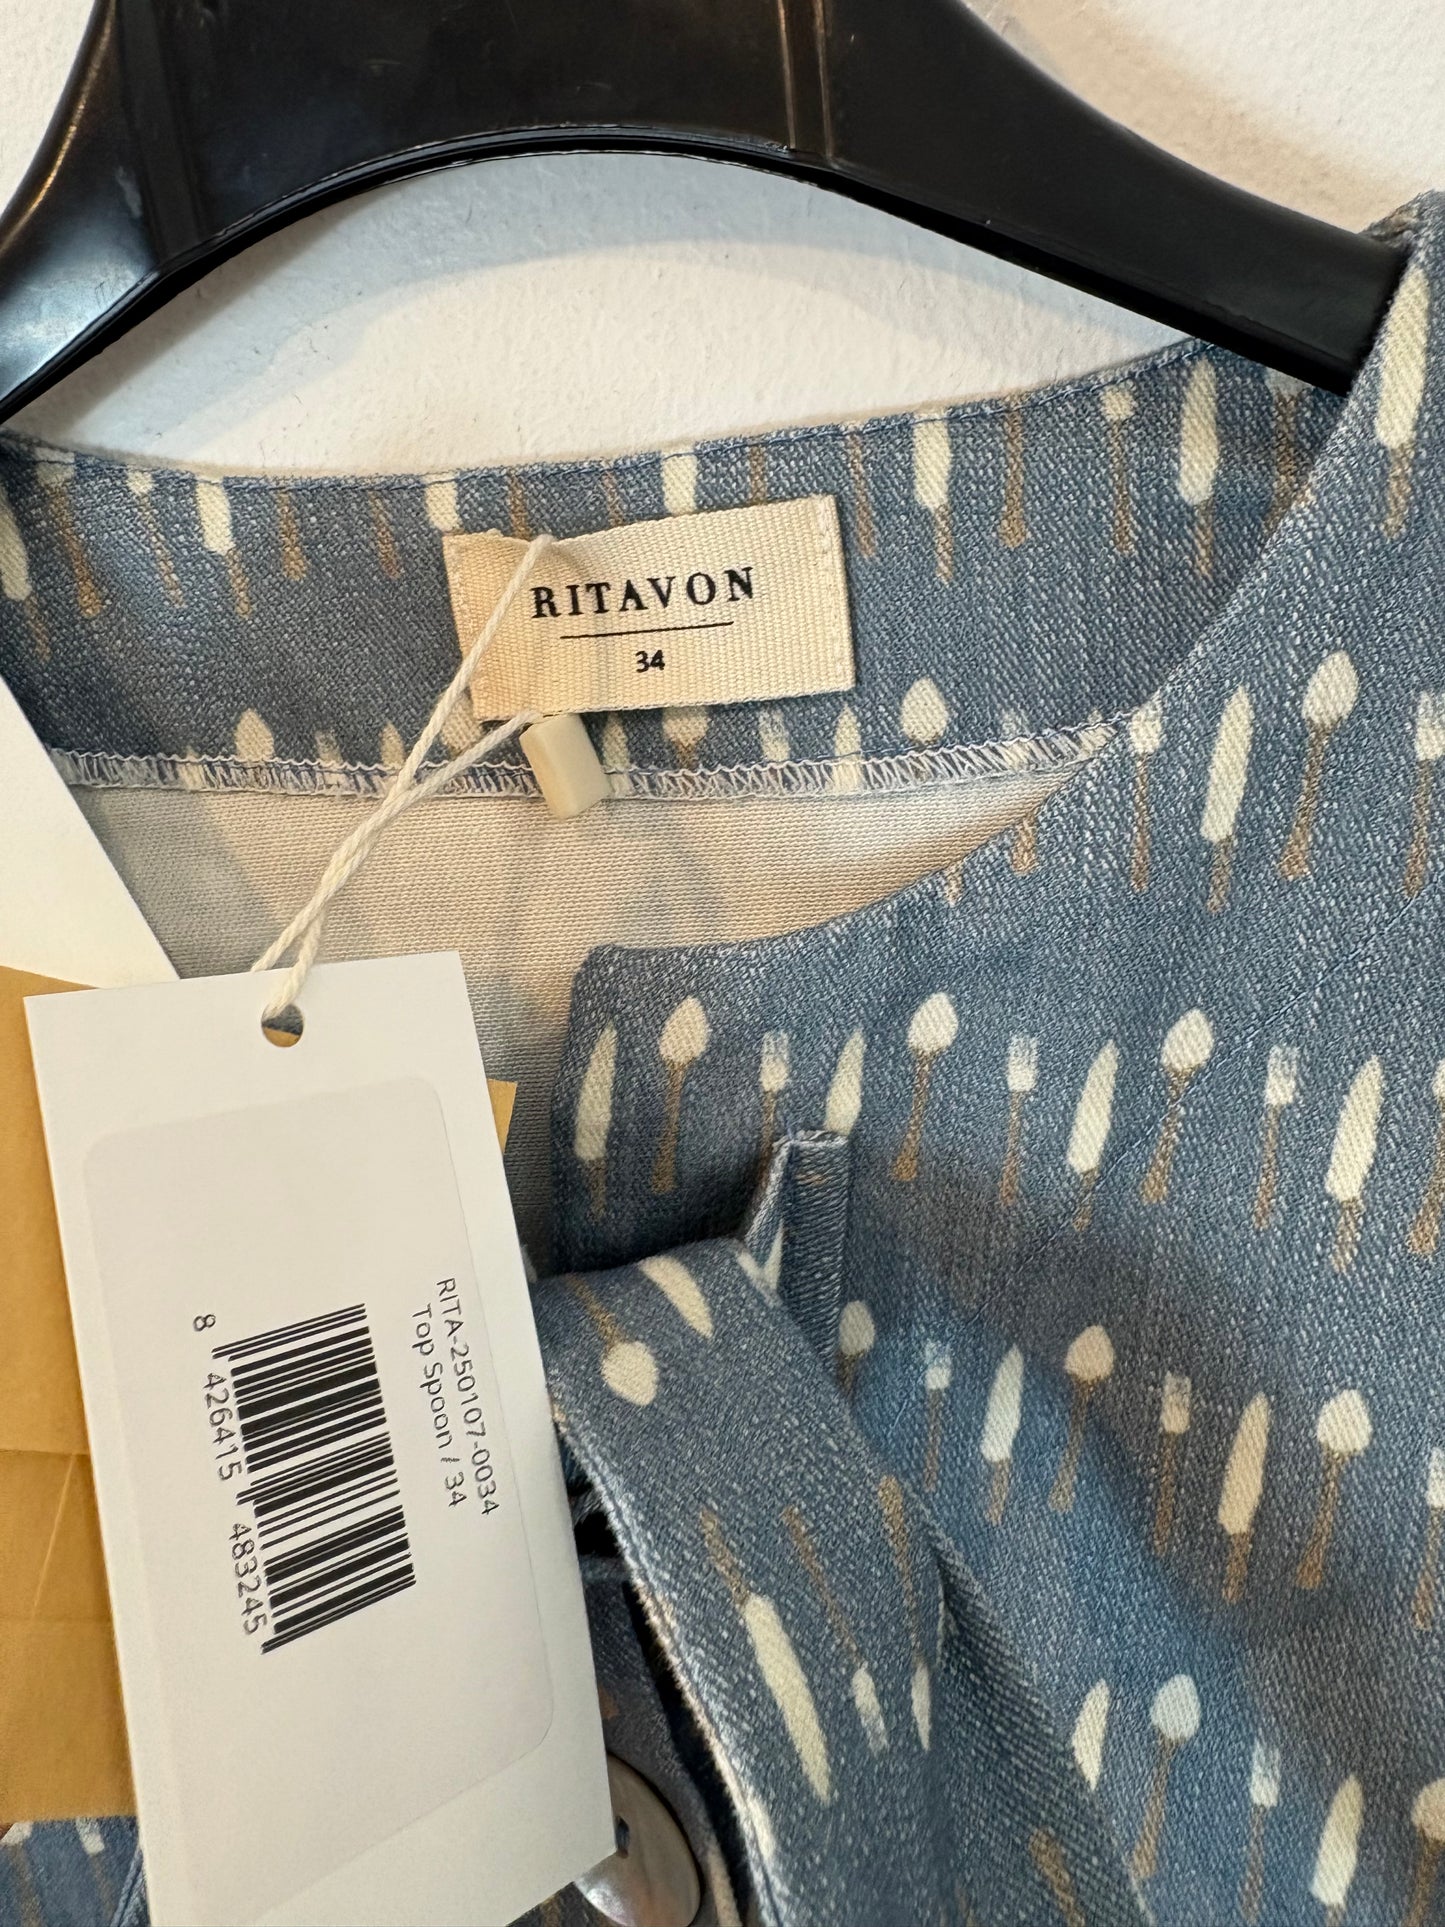 RITAVON
34
RITA-250107-0034
Top Spoon / 34
8 426415 483245